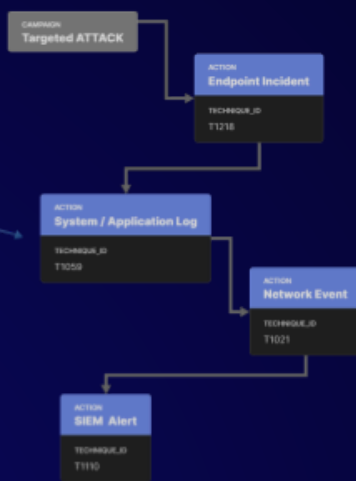 CAMPAIGN
Targeted ATTACK
ACTION
Endpoint Incident
TECHNIQUE_ID
T1218
ACTION
System / Application Log
TECHNIQUE_ID
T1059
ACTION
Network Event
TECHNIQUE_ID
T1021
ACTION
SIEM Alert
TECHNIQUE_ID
T1110